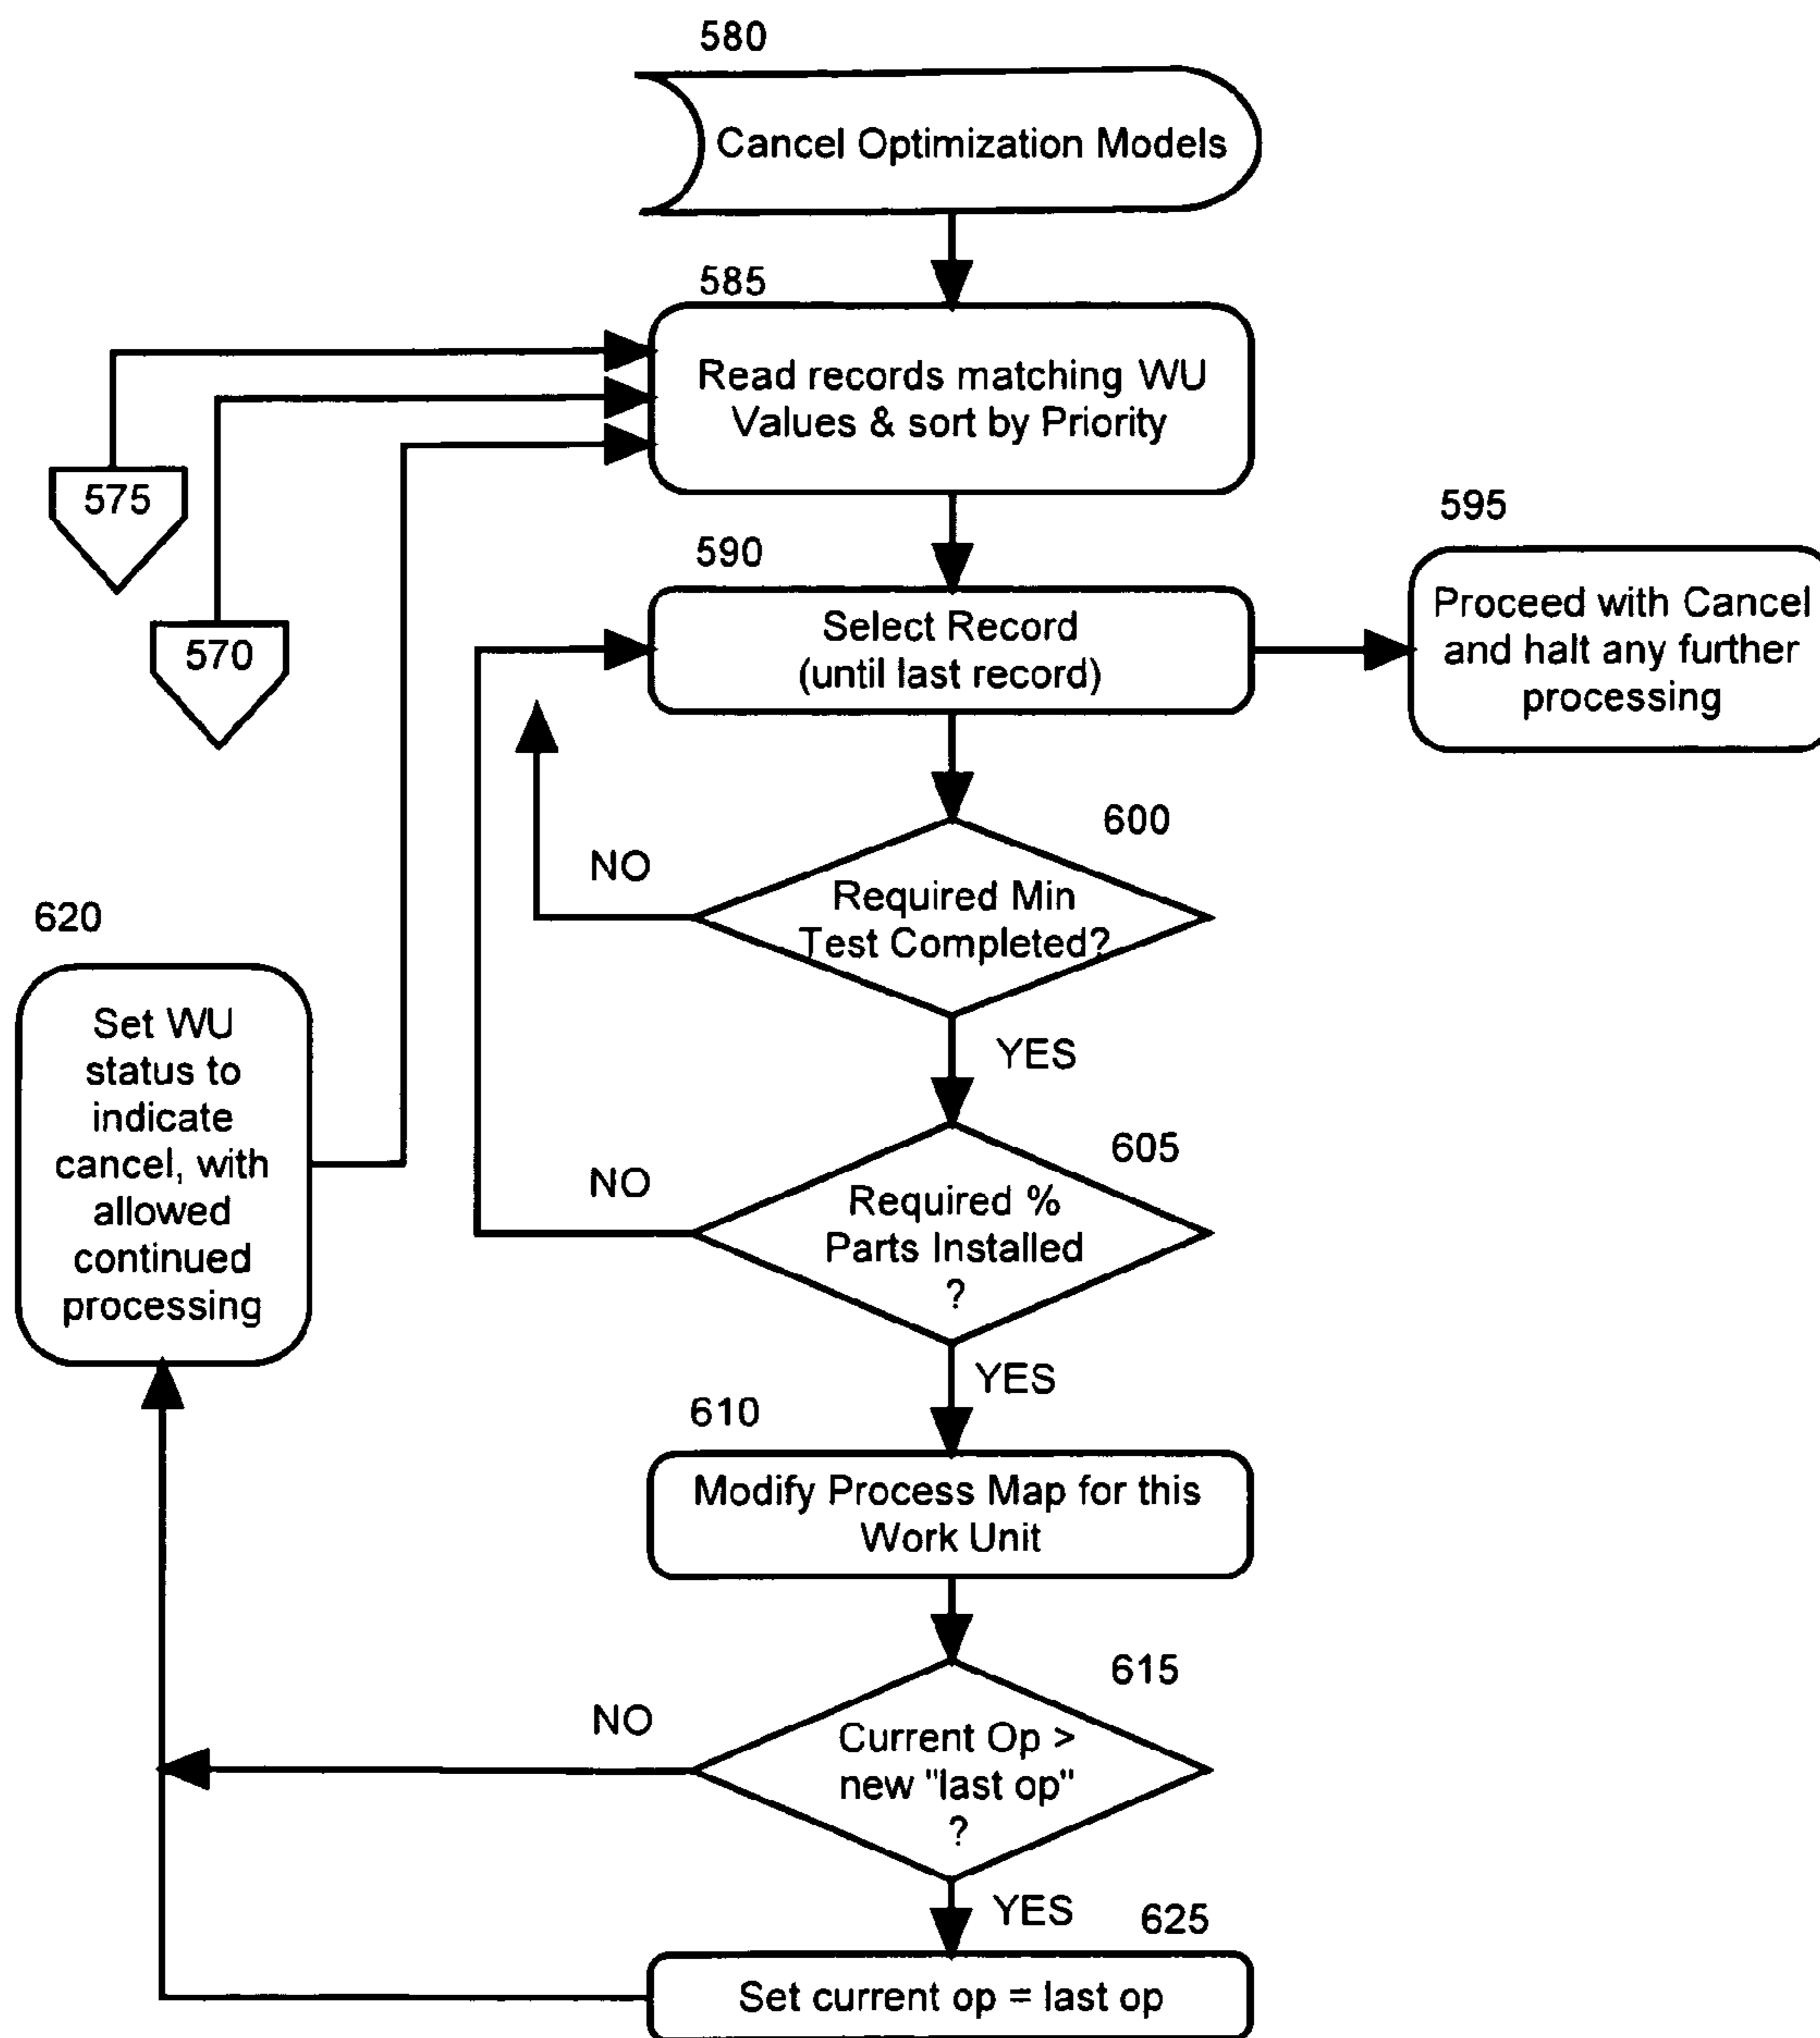 580
Cancel Optimization Models
585
Read records matching WU
Values & sort by Priority
575
570
590
Select Record
(until last record)
595
Proceed with Cancel
and halt any further
processing
600
NO
Required Min
Test Completed?
YES
620
Set WU
status to
indicate
cancel, with
allowed
continued
processing
605
NO
Required %
Parts Installed
?
YES
610
Modify Process Map for this
Work Unit
615
NO
Current Op >
new "last op"
?
YES
625
Set current op = last op